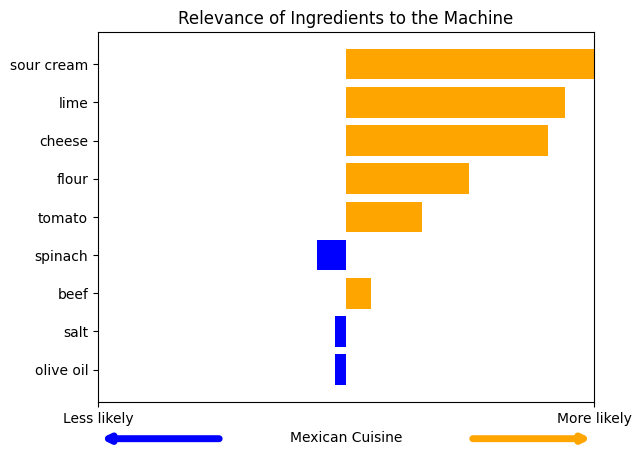 Relevance of Ingredients to the Machine
sour cream
lime
cheese
flour
tomato
spinach
beef
salt
olive oil
Less likely
More likely
Mexican Cuisine